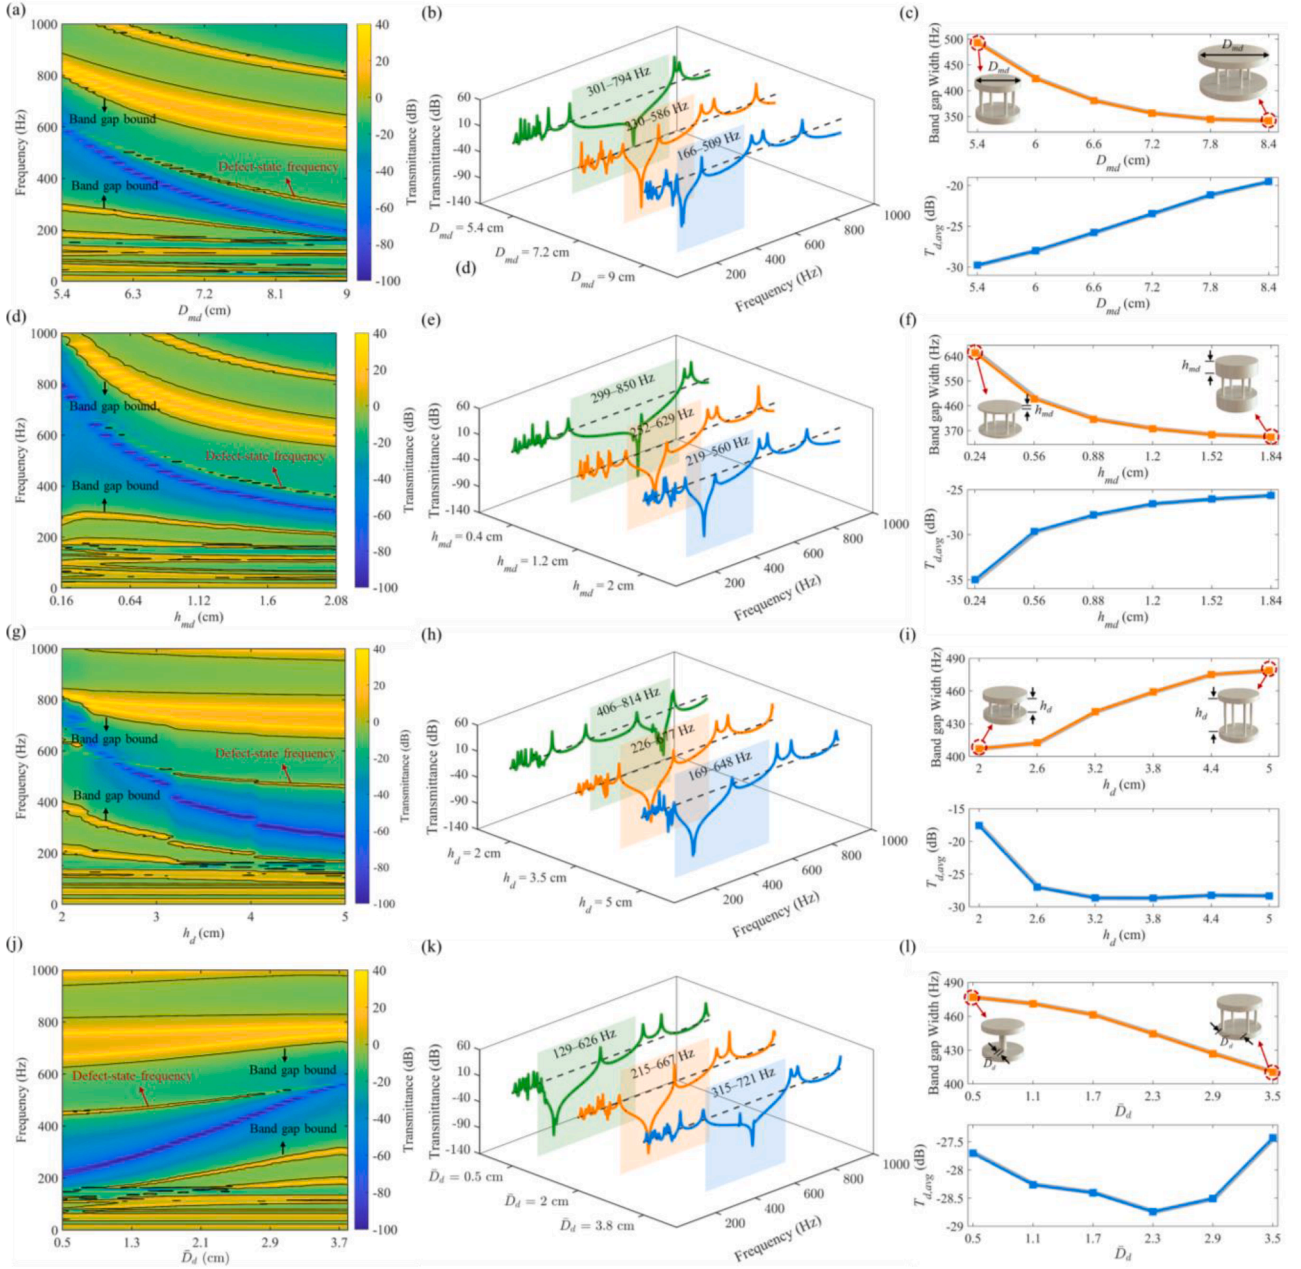 (a)
1000
800
600
400
200
0
Frequency (Hz)
Band gap bound
Defect-state frequency
Band gap bound
5.4 6.3 7.2 8.1 9
D_md (cm)
40
20
0
-20
-40
-60
-80
-100
Transmittance (dB)
(b)
60
10
-40
-90
-140
Transmittance (dB)
301–794 Hz
230–586 Hz
166–509 Hz
D_md = 5.4 cm
D_md = 7.2 cm
D_md = 9 cm
200 400 600 800 1000
Frequency (Hz)
(d)
(c)
500
450
400
350
Band gap Width (Hz)
D_md
D_md
5.4 6 6.6 7.2 7.8 8.4
D_md (cm)
-20
-25
-30
T_d,avg (dB)
5.4 6 6.6 7.2 7.8 8.4
D_md (cm)
(d)
1000
800
600
400
200
0
Frequency (Hz)
Band gap bound
Defect-state frequency
Band gap bound
0.16 0.64 1.12 1.6 2.08
h_md (cm)
40
20
0
-20
-40
-60
-80
-100
Transmittance (dB)
(e)
60
10
-40
-90
-140
Transmittance (dB)
299–850 Hz
252–629 Hz
219–560 Hz
h_md = 0.4 cm
h_md = 1.2 cm
h_md = 2 cm
200 400 600 800 1000
Frequency (Hz)
(f)
640
550
460
370
Band gap Width (Hz)
h_md
h_md
0.24 0.56 0.88 1.2 1.52 1.84
h_md (cm)
-25
-30
-35
T_d,avg (dB)
0.24 0.56 0.88 1.2 1.52 1.84
h_md (cm)
(g)
1000
800
600
400
200
0
Frequency (Hz)
Band gap bound
Defect-state frequency
Band gap bound
2 3 4 5
h_d (cm)
40
20
0
-20
-40
-60
-80
-100
Transmittance (dB)
(h)
60
10
-40
-90
-140
Transmittance (dB)
406–814 Hz
226–677 Hz
169–648 Hz
h_d = 2 cm
h_d = 3.5 cm
h_d = 5 cm
200 400 600 800 1000
Frequency (Hz)
(i)
490
460
430
400
Band gap Width (Hz)
h_d
h_d
2 2.6 3.2 3.8 4.4 5
h_d (cm)
-15
-20
-25
-30
T_d,avg (dB)
2 2.6 3.2 3.8 4.4 5
h_d (cm)
(j)
1000
800
600
400
200
0
Frequency (Hz)
Band gap bound
Defect-state frequency
Band gap bound
0.5 1.3 2.1 2.9 3.7
D̄_d (cm)
40
20
0
-20
-40
-60
-80
-100
Transmittance (dB)
(k)
60
10
-40
-90
-140
Transmittance (dB)
129–626 Hz
215–667 Hz
315–721 Hz
D̄_d = 0.5 cm
D̄_d = 2 cm
D̄_d = 3.8 cm
200 400 600 800 1000
Frequency (Hz)
(l)
490
460
430
400
Band gap Width (Hz)
D̄_d
D̄_d
0.5 1.1 1.7 2.3 2.9 3.5
D̄_d
-27.5
-28
-28.5
-29
T_d,avg (dB)
0.5 1.1 1.7 2.3 2.9 3.5
D̄_d